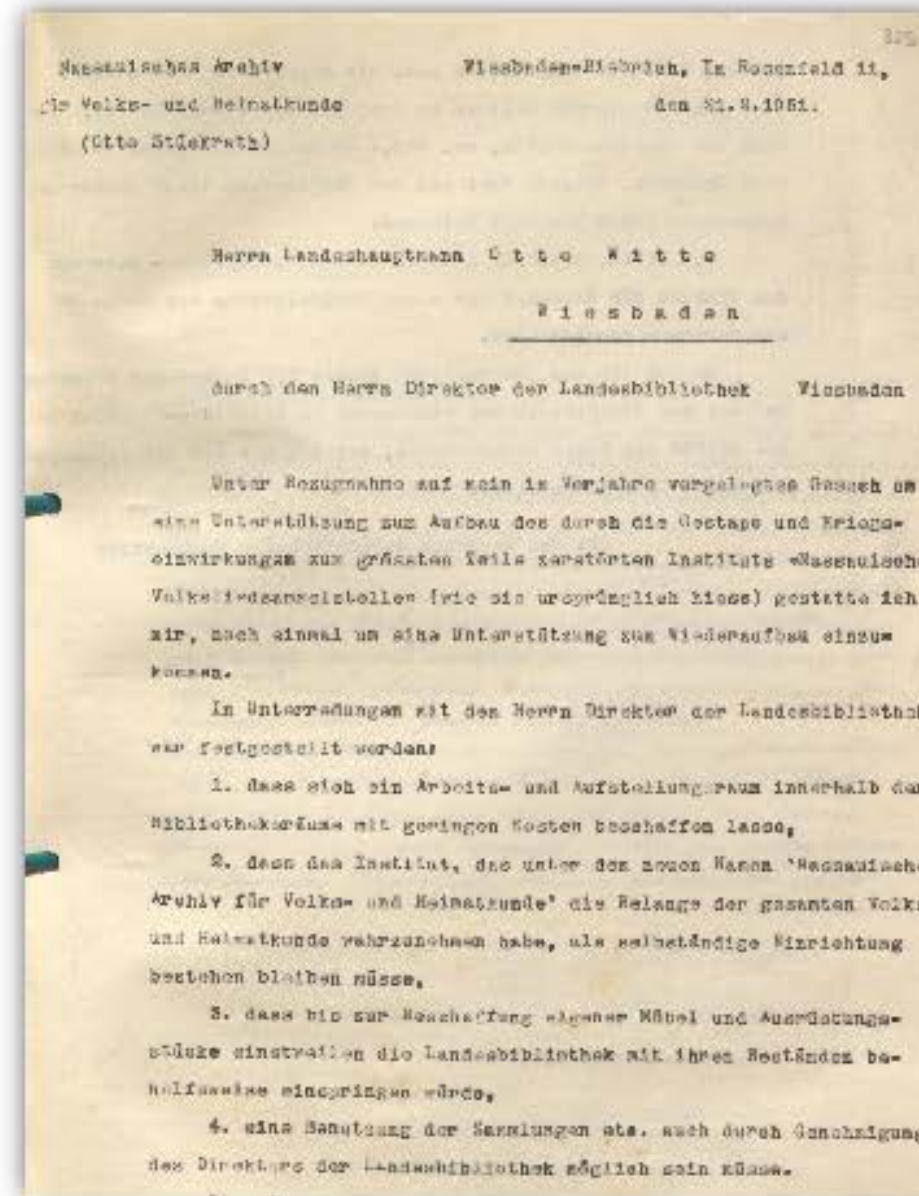 Nassauisches Archiv
für Volks- und Heimatkunde
(Otto Stückrath)
Wiesbaden-Biebrich, Im Rosenfeld 11,
den 21.2.1951.
Herrn Landeshauptmann Otto Witte
Wiesbaden
durch den Herrn Direktor der Landesbibliothek Wiesbaden
Unter Bezugnahme auf mein im Vorjahre vorgelegtes Gesuch um
eine Unterstützung zum Aufbau des durch die Gestapo und Kriegs-
einwirkungen zum grössten Teile zerstörten Instituts "Nassauische
Volksliedsammelstelle" (wie sie ursprünglich hiess) gestatte ich
mir, noch einmal um eine Unterstützung zum Wiederaufbau einzu-
kommen.
In Unterredungen mit dem Herrn Direktor der Landesbibliothek
war festgestellt worden:
1. dass sich ein Arbeits- und Aufstellungsraum innerhalb der
Bibliotheksräume mit geringen Kosten beschaffen lasse,
2. dass das Institut, das unter dem neuen Namen 'Nassauische
Archiv für Volks- und Heimatkunde' die Belange der gesamten Volks
und Heimatkunde wahrzunehmen habe, als selbständige Einrichtung
bestehen bleiben müsse,
3. dass bis zur Beschaffung eigener Möbel und Ausrüstungs-
stücke einstweilen die Landesbibliothek mit ihren Beständen be-
helfsweise einspringen würde,
4. eine Benutzung der Sammlungen etc. auch durch Genehmigung
des Direktors der Landesbibliothek möglich sein müsse.